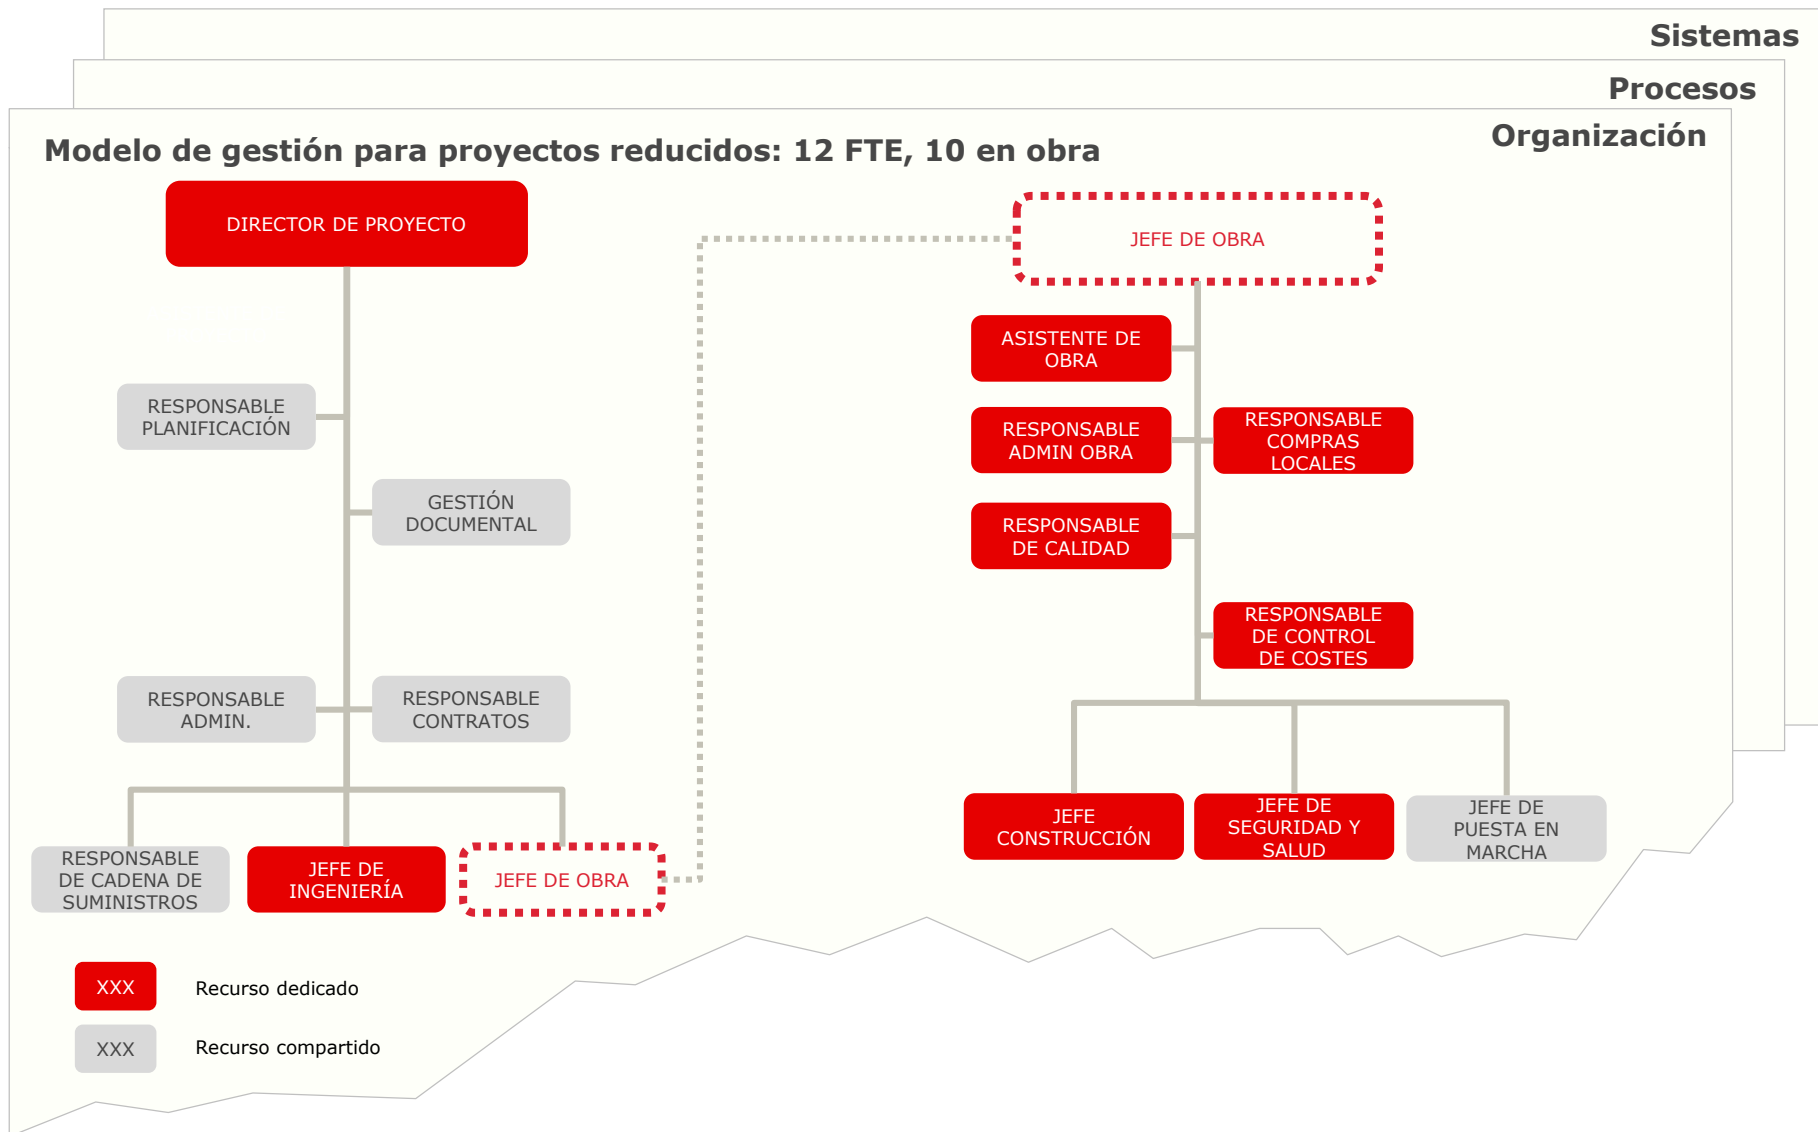 Sistemas
Procesos
Organización
Modelo de gestión para proyectos reducidos: 12 FTE, 10 en obra
DIRECTOR DE PROYECTO
RESPONSABLE
PLANIFICACIÓN
GESTIÓN
DOCUMENTAL
RESPONSABLE
ADMIN.
RESPONSABLE
CONTRATOS
RESPONSABLE
DE CADENA DE
SUMINISTROS
JEFE DE
INGENIERÍA
JEFE DE OBRA
JEFE DE OBRA
ASISTENTE DE
OBRA
RESPONSABLE
ADMIN OBRA
RESPONSABLE
COMPRAS
LOCALES
RESPONSABLE
DE CALIDAD
RESPONSABLE
DE CONTROL
DE COSTES
JEFE
CONSTRUCCIÓN
JEFE DE
SEGURIDAD Y
SALUD
JEFE DE
PUESTA EN
MARCHA
XXX
Recurso dedicado
XXX
Recurso compartido